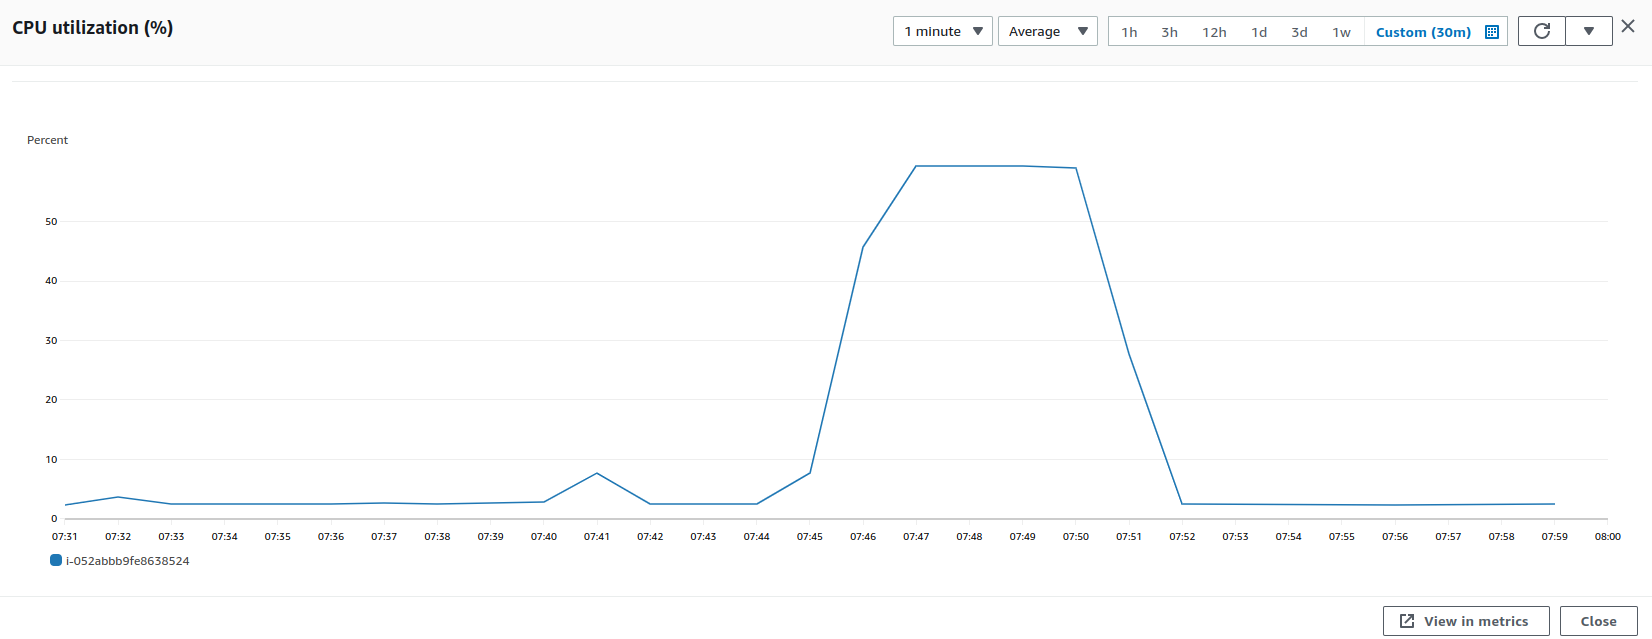 CPU utilization (%)
1 minute
Average
1h 3h 12h 1d 3d 1w Custom (30m)
Percent
50
40
30
20
10
0
07:31 07:32 07:33 07:34 07:35 07:36 07:37 07:38 07:39 07:40 07:41 07:42 07:43 07:44 07:45 07:46 07:47 07:48 07:49 07:50 07:51 07:52 07:53 07:54 07:55 07:56 07:57 07:58 07:59 08:00
i-052abbb9fe8638524
View in metrics
Close